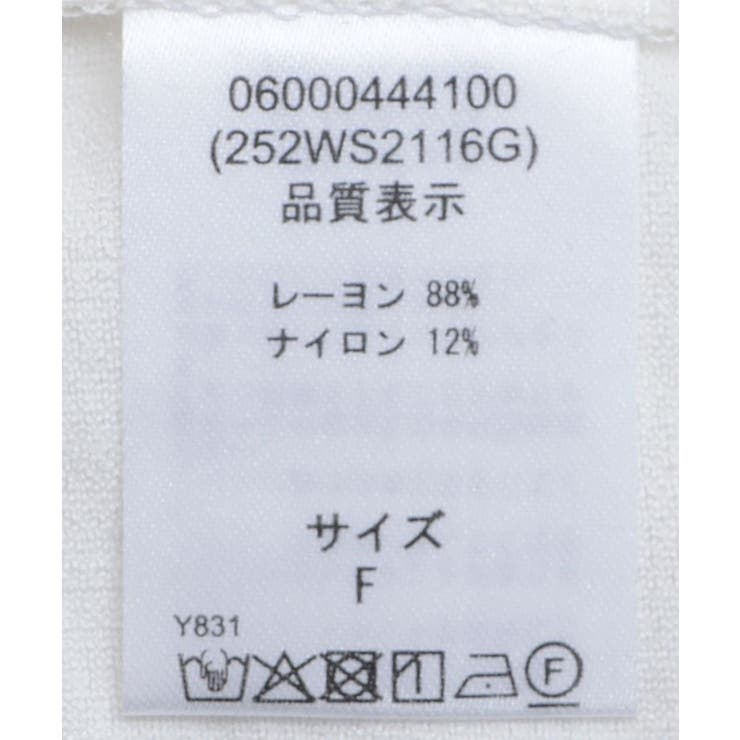 06000444100
(252WS2116G)
品質表示
レーヨン 88%
ナイロン 12%
サイズ
F
Y831
F